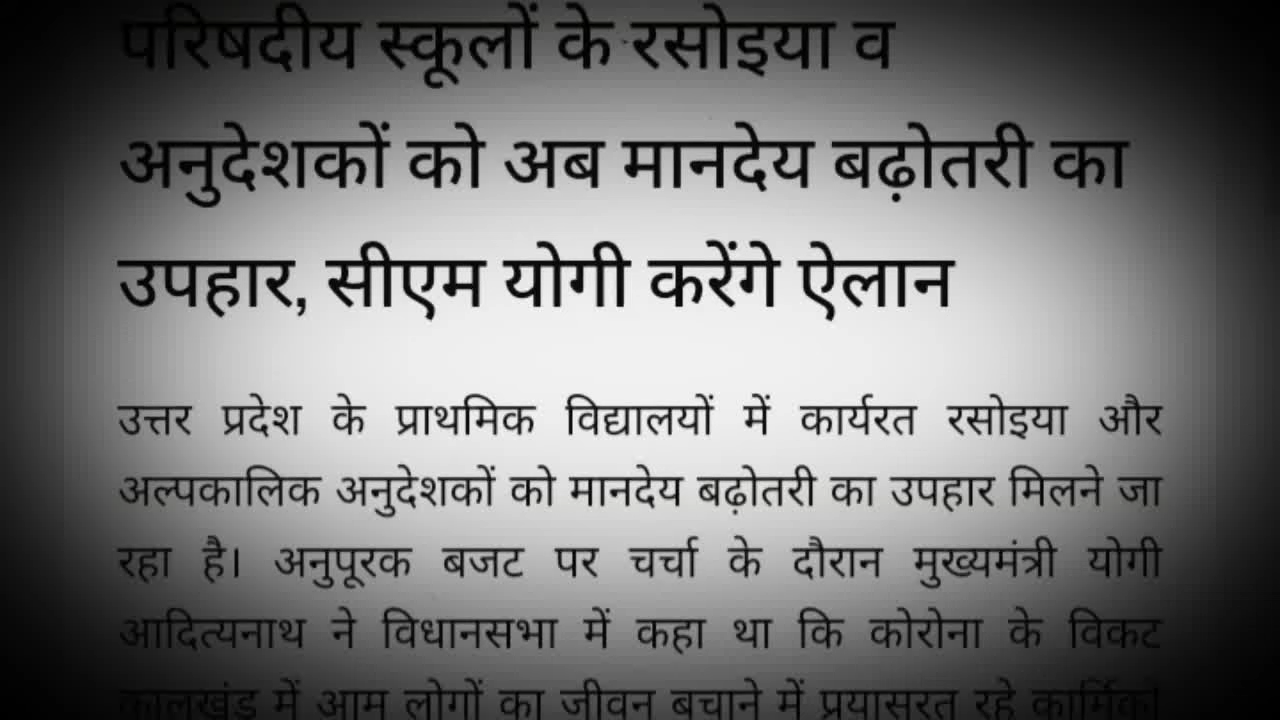 परिषदीय स्कूलों के रसोइया व
अनुदेशकों को अब मानदेय बढ़ोतरी का
उपहार, सीएम योगी करेंगे ऐलान
उत्तर प्रदेश के प्राथमिक विद्यालयों में कार्यरत रसोइया और
अल्पकालिक अनुदेशकों को मानदेय बढ़ोतरी का उपहार मिलने जा
रहा है। अनुपूरक बजट पर चर्चा के दौरान मुख्यमंत्री योगी
आदित्यनाथ ने विधानसभा में कहा था कि कोरोना के विकट
कालखंड में आम लोगों का जीवन बचाने में प्रयासरत रहे कार्मिकों